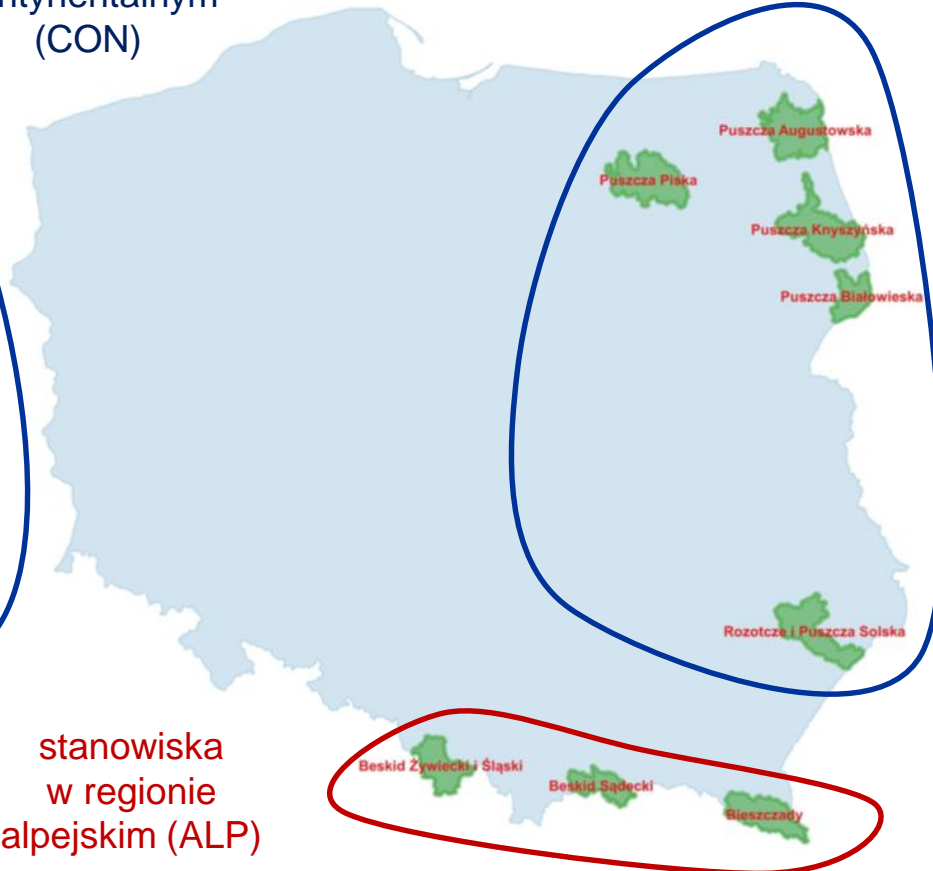 ntynentalnym
(CON)
Puszcza Augustowska
Puszcza Piska
Puszcza Knyszyńska
Puszcza Białowieska
Rozotcze i Puszcza Solska
stanowiska
w regionie
alpejskim (ALP)
Beskid Żywiecki i Śląski
Beskid Sądecki
Bieszczady